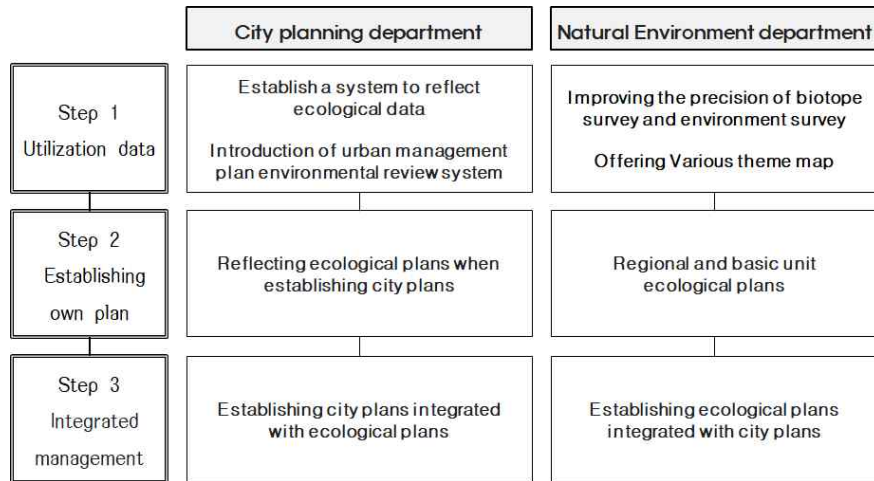 City planning department
Natural Environment department
Step 1
Utilization data
Establish a system to reflect
ecological data
Introduction of urban management
plan environmental review system
Improving the precision of biotope
survey and environment survey
Offering Various theme map
Step 2
Establishing
own plan
Reflecting ecological plans when
establishing city plans
Regional and basic unit
ecological plans
Step 3
Integrated
management
Establishing city plans integrated
with ecological plans
Establishing ecological plans
integrated with city plans